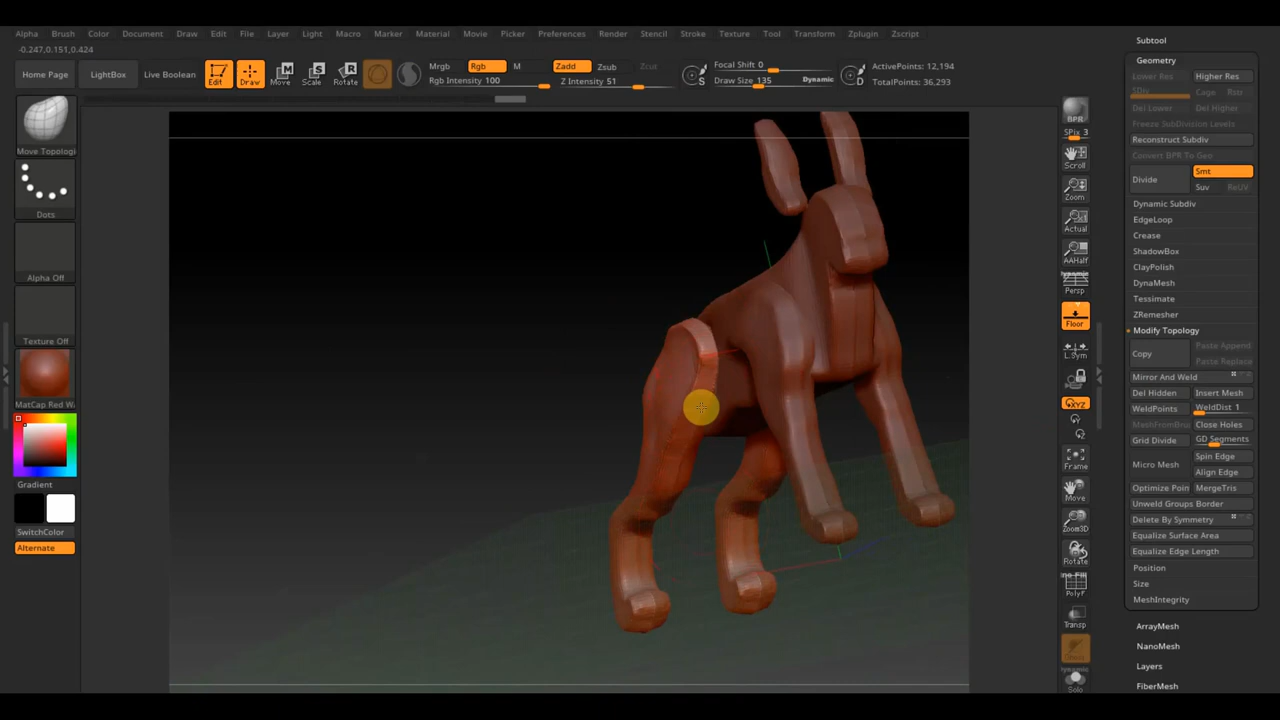 Alpha Brush Color Document Draw Edit File Layer Light Macro Marker Material Movie Picker Preferences Render Stencil Stroke Texture Tool Transform Zplugin Zscript
-0.247,0.151,0.424
Home Page
LightBox
Live Boolean
Edit
Draw
Move
Scale
Rotate
Mrgb Rgb M
Rgb Intensity 100
Zadd Zsub Zcut
Z Intensity 51
S
Focal Shift 0
Draw Size 135 Dynamic
D
ActivePoints: 12,194
TotalPoints: 36,293
Move Topologi
Dots
Alpha Off
Texture Off
MatCap Red W
Gradient
SwitchColor
Alternate
BPR
SPix 3
Scroll
Zoom
Actual
AAHalf
Dynamic
Persp
Floor
L.Sym
XYZ
Y
Z
Frame
Move
Zoom3D
Rotate
Line Fill
PolyF
Transp
Dynamic
Solo
Subtool
Geometry
Lower Res Higher Res
SDiv Cage Rstr
Del Lower Del Higher
Freeze SubDivision Levels
Reconstruct Subdiv
Convert BPR To Geo
Divide
Smt
Suv ReUV
Dynamic Subdiv
EdgeLoop
Crease
ShadowBox
ClayPolish
DynaMesh
Tessimate
ZRemesher
Modify Topology
Copy
Paste Append
Paste Replace
Mirror And Weld
Del Hidden Insert Mesh
WeldPoints WeldDist 1
MeshFromBru Close Holes
Grid Divide GD Segments
Micro Mesh
Spin Edge
Align Edge
Optimize Poin MergeTris
Unweld Groups Border
Delete By Symmetry
Equalize Surface Area
Equalize Edge Length
Position
Size
MeshIntegrity
ArrayMesh
NanoMesh
Layers
FiberMesh